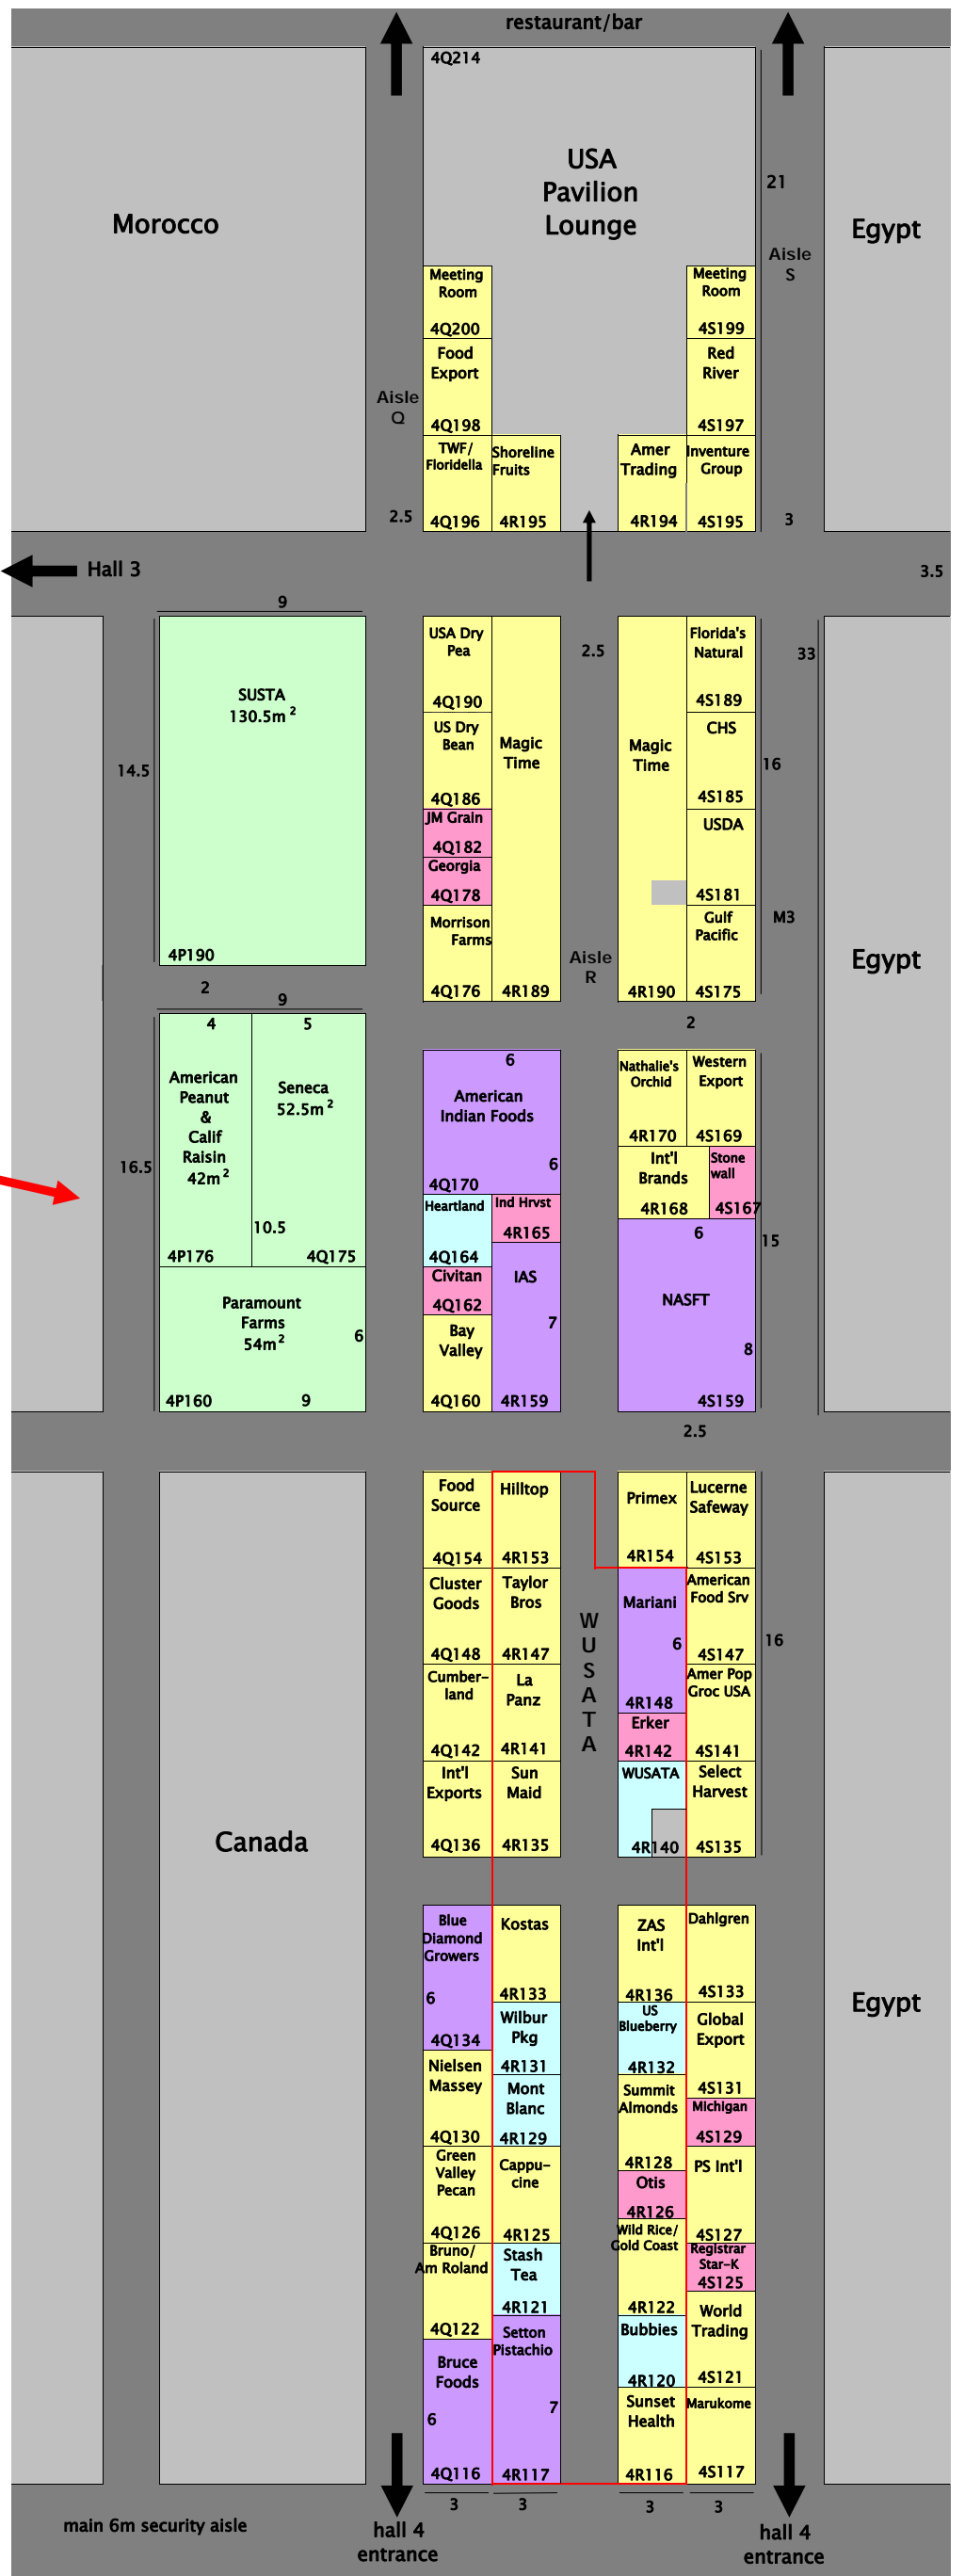 restaurant/bar
4Q214
USA
Pavilion
Lounge
Morocco
Egypt
21
Aisle
S
Meeting
Room
4Q200
Meeting
Room
4S199
Food
Export
4Q198
Red
River
4S197
Aisle
Q
TWF/
Floridella
4Q196
Shoreline
Fruits
4R195
Amer
Trading
4R194
Inventure
Group
4S195
2.5
3
Hall 3
3.5
9
SUSTA
130.5m2
14.5
4P190
USA Dry
Pea
4Q190
US Dry
Bean
4Q186
JM Grain
4Q182
Georgia
4Q178
Morrison
Farms
4Q176
Magic
Time
4R189
2.5
Aisle
R
Magic
Time
4R190
Florida's
Natural
4S189
CHS
4S185
USDA
4S181
Gulf
Pacific
4S175
33
16
M3
Egypt
2
9
2
4
5
American
Peanut
&
Calif
Raisin
42m2
4P176
Seneca
52.5m2
10.5
4Q175
16.5
Paramount
Farms
54m2
6
4P160
9
6
American
Indian Foods
6
4Q170
Heartland
4Q164
Ind Hrvst
4R165
Civitan
4Q162
IAS
7
4R159
Bay
Valley
4Q160
Nathalie's
Orchid
4R170
Western
Export
4S169
Int'l
Brands
4R168
Stone
wall
4S167
6
15
NASFT
8
4S159
2.5
Food
Source
4Q154
Hilltop
4R153
Primex
4R154
Lucerne
Safeway
4S153
Cluster
Goods
4Q148
Taylor
Bros
4R147
Mariani
6
4R148
American
Food Srv
4S147
16
Cumber-
land
4Q142
La
Panz
4R141
Erker
4R142
Amer Pop
Groc USA
4S141
Int'l
Exports
4Q136
Sun
Maid
4R135
WUSATA
4R140
Select
Harvest
4S135
W
U
S
A
T
A
Canada
Egypt
Blue
Diamond
Growers
6
4Q134
Kostas
4R133
ZAS
Int'l
4R136
Dahlgren
4S133
Wilbur
Pkg
4R131
US
Blueberry
4R132
Global
Export
4S131
Nielsen
Massey
4Q130
Mont
Blanc
4R129
Summit
Almonds
4R128
Michigan
4S129
Green
Valley
Pecan
4Q126
Cappu-
cine
4R125
Otis
4R126
PS Int'l
4S127
Bruno/
Am Roland
4Q122
Stash
Tea
4R121
Wild Rice/
Gold Coast
4R122
Registrar
Star-K
4S125
Bruce
Foods
6
4Q116
Setton
Pistachio
7
4R117
Bubbies
4R120
World
Trading
4S121
Sunset
Health
4R116
Marukome
4S117
3
3
3
3
main 6m security aisle
hall 4
entrance
hall 4
entrance